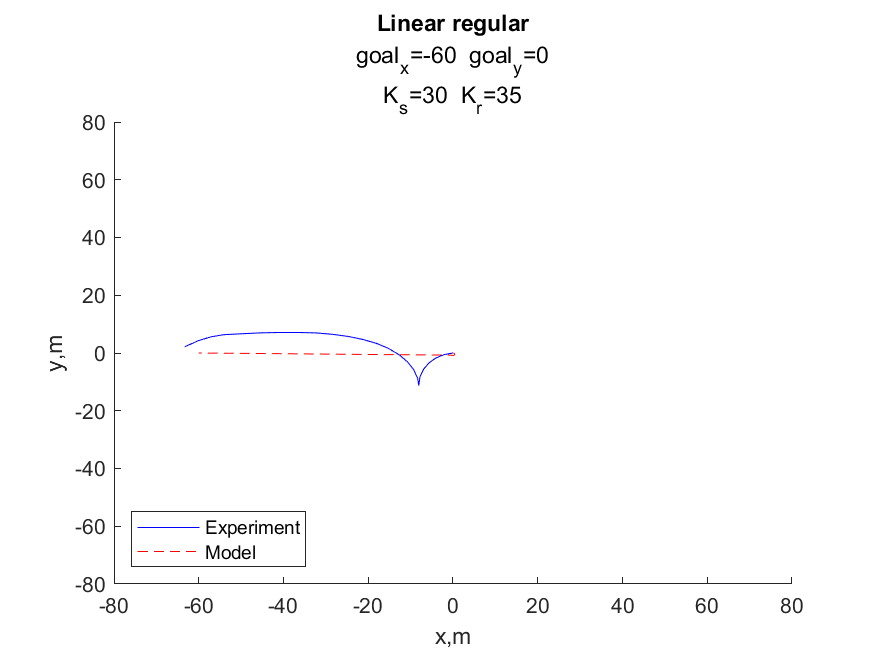 Linear regular
goal_x=-60 goal_y=0
K_s=30 K_r=35
80
60
40
20
0
-20
-40
-60
-80
y,m
Experiment
Model
-80 -60 -40 -20 0 20 40 60 80
x,m